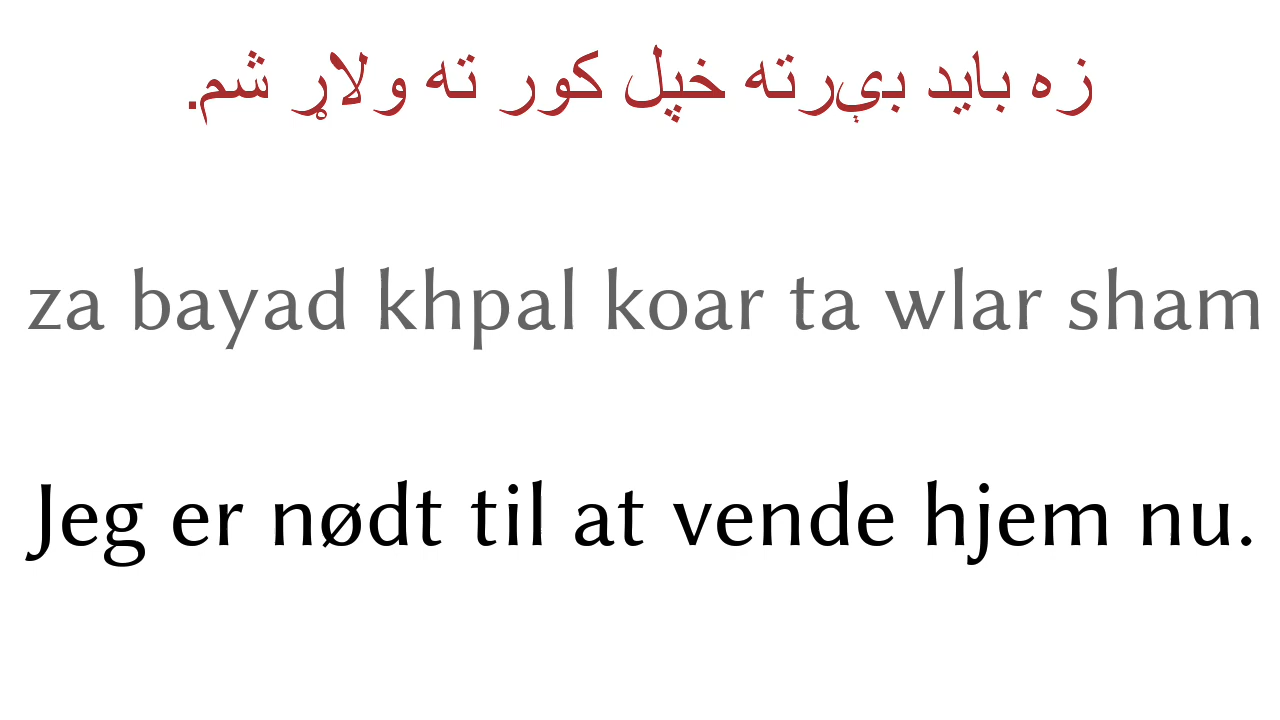 زه باید بېرته خپل کور ته ولاړ شم.
za bayad khpal koar ta wlar sham
Jeg er nødt til at vende hjem nu.